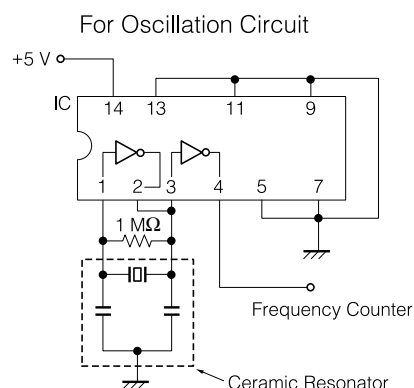 For Oscillation Circuit
+5 V
IC
14 13 11 9
1 2 3 4 5 7
1 MΩ
Frequency Counter
Ceramic Resonator